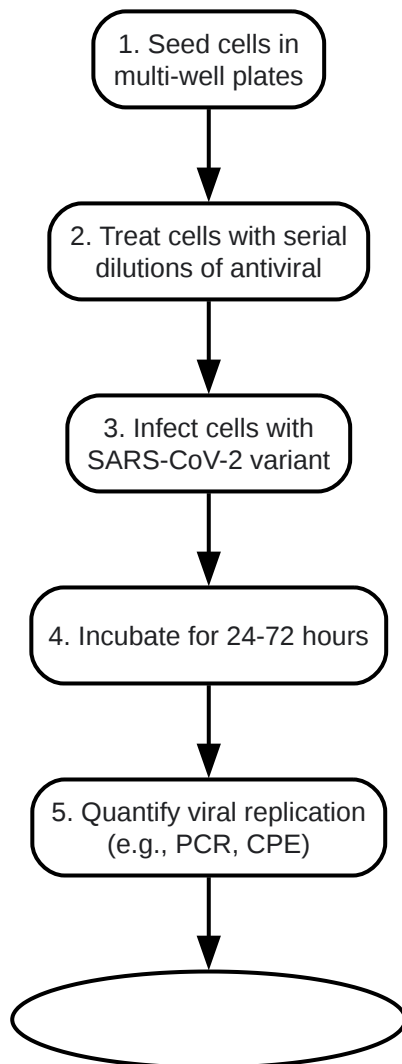 1. Seed cells in
multi-well plates
2. Treat cells with serial
dilutions of antiviral
3. Infect cells with
SARS-CoV-2 variant
4. Incubate for 24-72 hours
5. Quantify viral replication
(e.g., PCR, CPE)